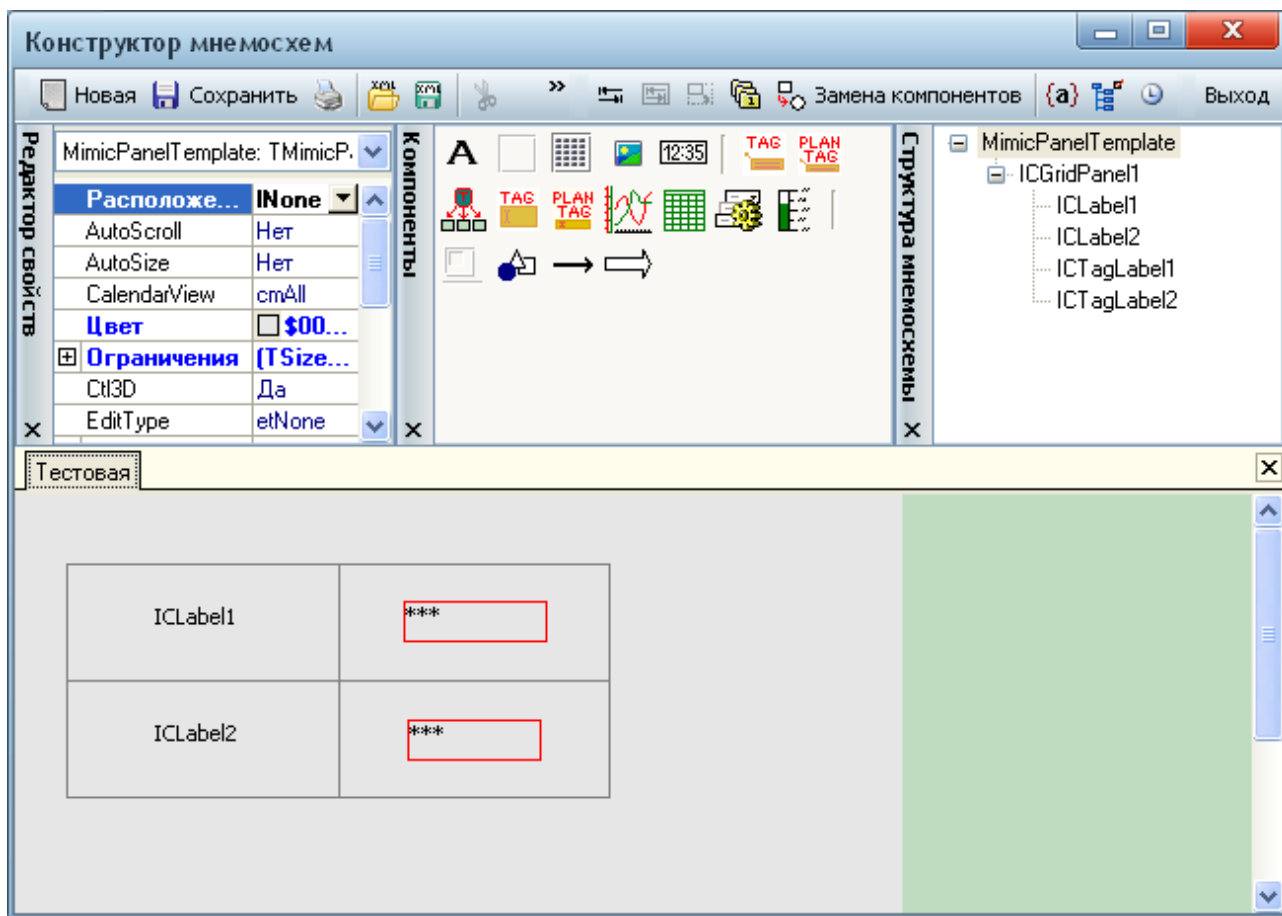 Конструктор мнемосхем
Новая Сохранить XML XML » Замена компонентов {a} Выход
Редактор свойств
MimicPanelTemplate: TMimicP.
Расположе... lNone
AutoScroll Нет
AutoSize Нет
CalendarView cmAll
Цвет $00...
Ограничения (TSize...
Ctl3D Да
EditType etNone
Компоненты
A 12:35 TAG PLAN TAG
TAG PLAN TAG
Структура мнемосхемы
MimicPanelTemplate
ICGridPanel1
ICLabel1
ICLabel2
ICTagLabel1
ICTagLabel2
Тестовая
ICLabel1 ***
ICLabel2 ***